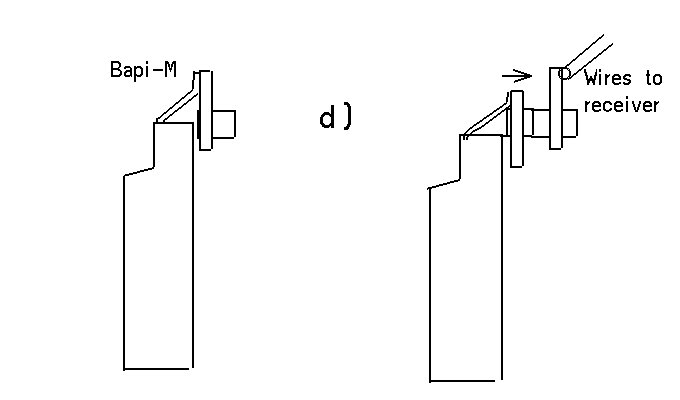 Bapi-M
d)
Wires to
receiver